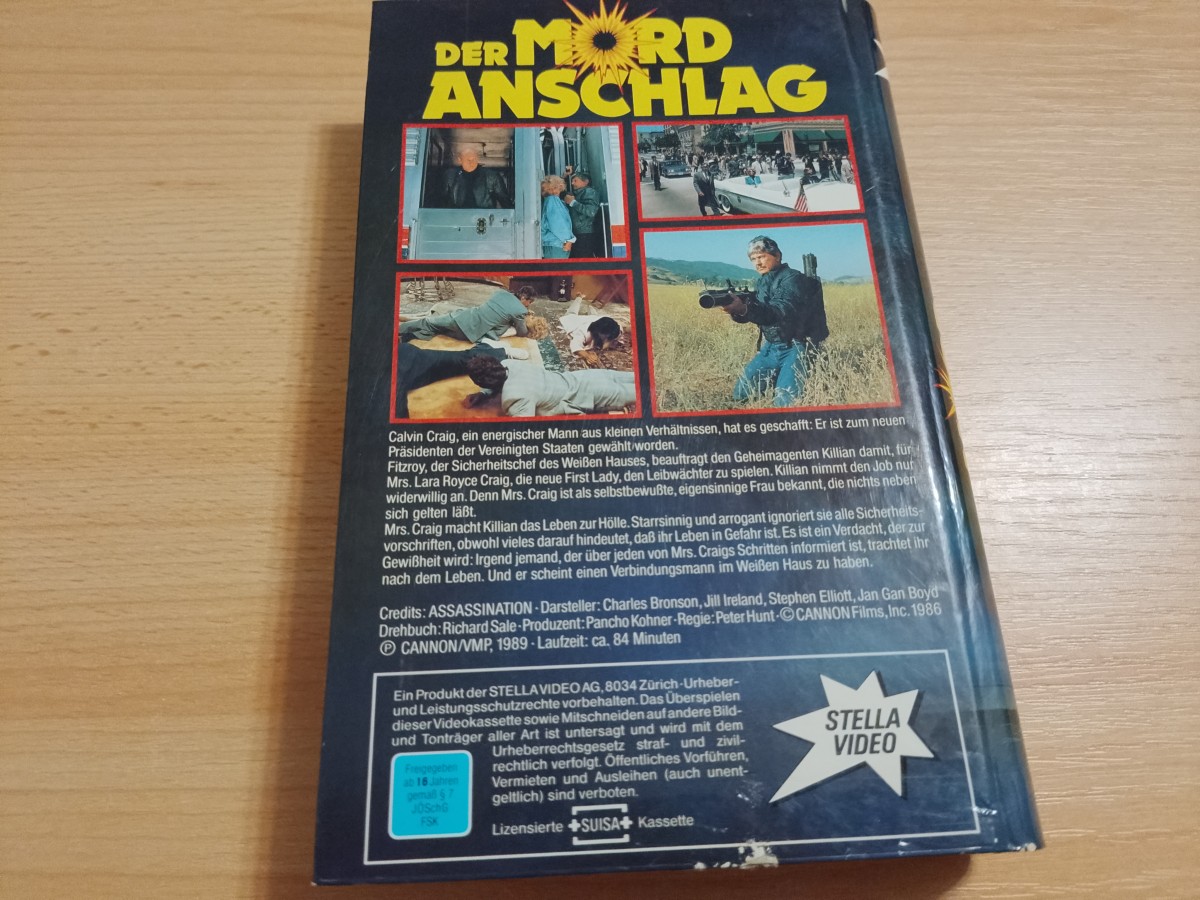 DER MORD
ANSCHLAG
Calvin Craig, ein energischer Mann aus kleinen Verhältnissen, hat es geschafft: Er ist zum neuen
Präsidenten der Vereinigten Staaten gewählt worden.
Fitzroy, der Sicherheitschef des Weißen Hauses, beauftragt den Geheimagenten Killian damit, für
Mrs. Lara Royce Craig, die neue First Lady, den Leibwächter zu spielen. Killian nimmt den Job nur
widerwillig an. Denn Mrs. Craig ist als selbstbewußte, eigensinnige Frau bekannt, die nichts neben
sich gelten läßt.
Mrs. Craig macht Killian das Leben zur Hölle. Starrsinnig und arrogant ignoriert sie alle Sicherheits-
vorschriften, obwohl vieles darauf hindeutet, daß ihr Leben in Gefahr ist. Es ist ein Verdacht, der zur
Gewißheit wird: Irgend jemand, der über jeden von Mrs. Craigs Schritten informiert ist, trachtet ihr
nach dem Leben. Und er scheint einen Verbindungsmann im Weißen Haus zu haben.
Credits: ASSASSINATION · Darsteller: Charles Bronson, Jill Ireland, Stephen Elliott, Jan Gan Boyd
Drehbuch: Richard Sale · Produzent: Pancho Kohner · Regie: Peter Hunt · © CANNON Films, Inc. 1986
℗ CANNON/VMP, 1989 · Laufzeit: ca. 84 Minuten
Ein Produkt der STELLA VIDEO AG, 8034 Zürich · Urheber-
und Leistungsschutzrechte vorbehalten. Das Überspielen
dieser Videokassette sowie Mitschneiden auf andere Bild-
und Tonträger aller Art ist untersagt und wird mit dem
Urheberrechtsgesetz straf- und zivil-
rechtlich verfolgt. Öffentliches Vorführen,
Vermieten und Ausleihen (auch unent-
geltlich) sind verboten.
Freigegeben
ab 16 Jahren
gemäß § 7
JÖSchG
FSK
Lizensierte SUISA Kassette
STELLA
VIDEO